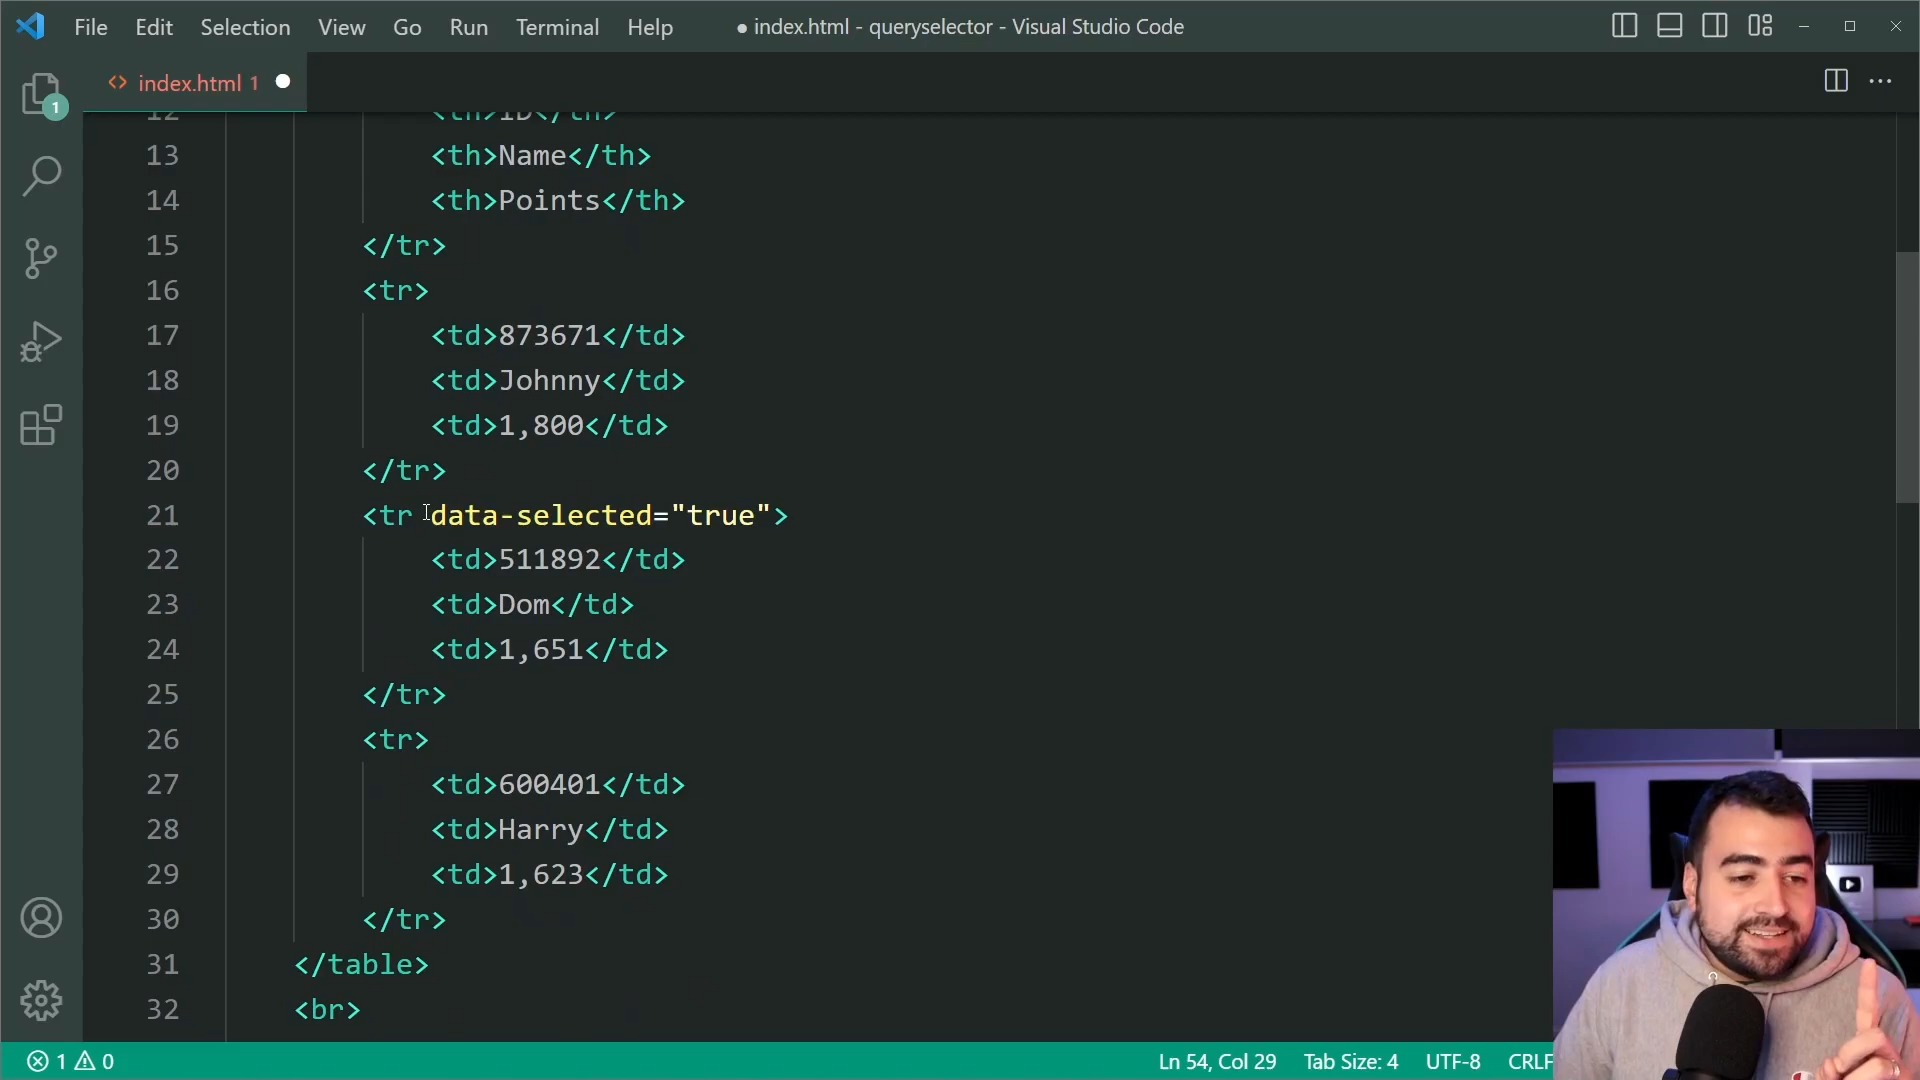 File Edit Selection View Go Run Terminal Help ● index.html - queryselector - Visual Studio Code
1
<> index.html 1
12 <th>ID</th>
13 <th>Name</th>
14 <th>Points</th>
15 </tr>
16 <tr>
17 <td>873671</td>
18 <td>Johnny</td>
19 <td>1,800</td>
20 </tr>
21 <tr data-selected="true">
22 <td>511892</td>
23 <td>Dom</td>
24 <td>1,651</td>
25 </tr>
26 <tr>
27 <td>600401</td>
28 <td>Harry</td>
29 <td>1,623</td>
30 </tr>
31 </table>
32 <br>
1 0 Ln 54, Col 29 Tab Size: 4 UTF-8 CRLF